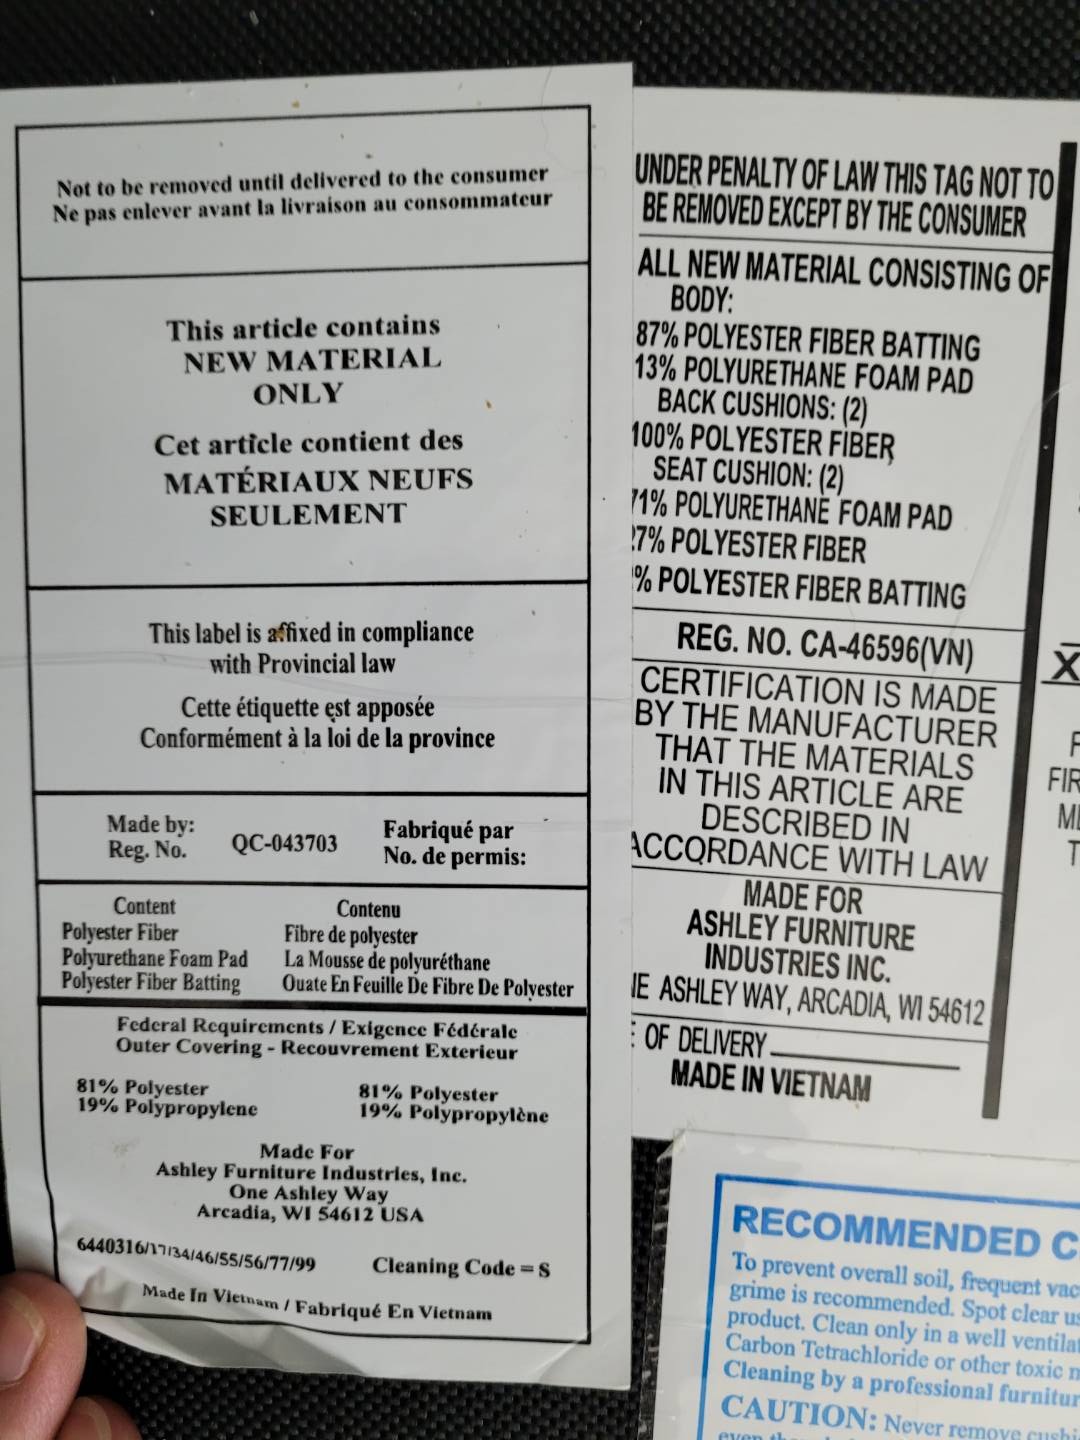 Not to be removed until delivered to the consumer
Ne pas enlever avant la livraison au consommateur
This article contains
NEW MATERIAL
ONLY
Cet article contient des
MATÉRIAUX NEUFS
SEULEMENT
This label is affixed in compliance
with Provincial law
Cette étiquette est apposée
Conformément à la loi de la province
Made by: Fabriqué par
Reg. No. QC-043703 No. de permis:
Content Contenu
Polyester Fiber Fibre de polyester
Polyurethane Foam Pad La Mousse de polyuréthane
Polyester Fiber Batting Ouate En Feuille De Fibre De Polyester
Federal Requirements / Exigence Fédérale
Outer Covering - Recouvrement Exterieur
81% Polyester 81% Polyester
19% Polypropylene 19% Polypropylène
Made For
Ashley Furniture Industries, Inc.
One Ashley Way
Arcadia, WI 54612 USA
6440316/17/34/46/55/56/77/99 Cleaning Code = S
Made In Vietnam / Fabriqué En Vietnam
UNDER PENALTY OF LAW THIS TAG NOT TO
BE REMOVED EXCEPT BY THE CONSUMER
ALL NEW MATERIAL CONSISTING OF
BODY:
87% POLYESTER FIBER BATTING
13% POLYURETHANE FOAM PAD
BACK CUSHIONS: (2)
100% POLYESTER FIBER
SEAT CUSHION: (2)
71% POLYURETHANE FOAM PAD
27% POLYESTER FIBER
% POLYESTER FIBER BATTING
REG. NO. CA-46596(VN)
CERTIFICATION IS MADE
BY THE MANUFACTURER
THAT THE MATERIALS
IN THIS ARTICLE ARE
DESCRIBED IN
ACCORDANCE WITH LAW
MADE FOR
ASHLEY FURNITURE
INDUSTRIES INC.
ASHLEY WAY, ARCADIA, WI 54612
OF DELIVERY
MADE IN VIETNAM
X
FIR
RECOMMENDED C
To prevent overall soil, frequent vac
grime is recommended. Spot clear us
product. Clean only in a well ventila
Carbon Tetrachloride or other toxic m
Cleaning by a professional furnitur
CAUTION: Never remove cushi